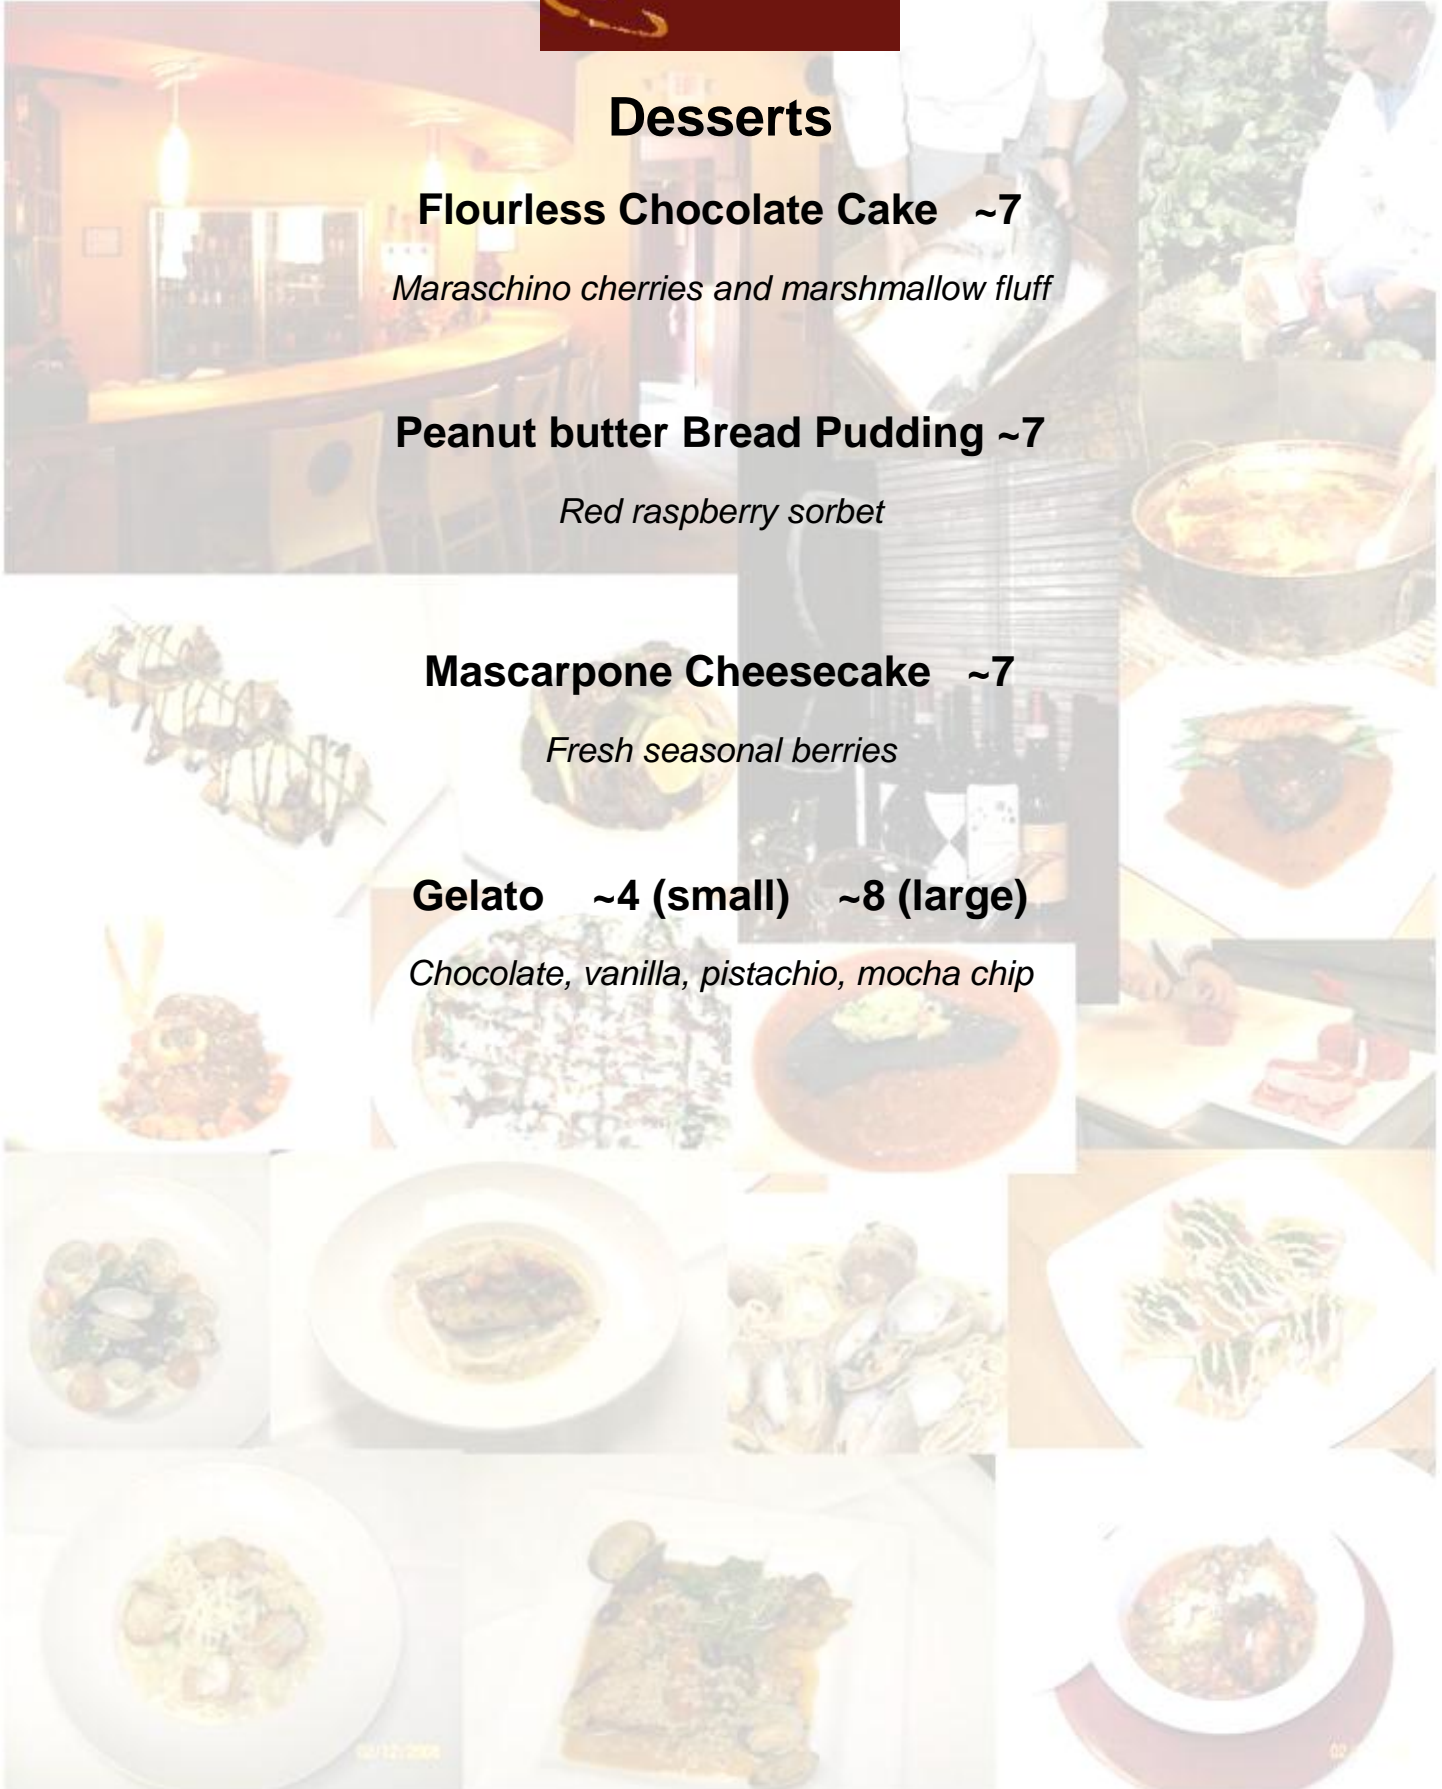 Desserts
Flourless Chocolate Cake ~7
Maraschino cherries and marshmallow fluff
Peanut butter Bread Pudding ~7
Red raspberry sorbet
Mascarpone Cheesecake ~7
Fresh seasonal berries
Gelato ~4 (small) ~8 (large)
Chocolate, vanilla, pistachio, mocha chip